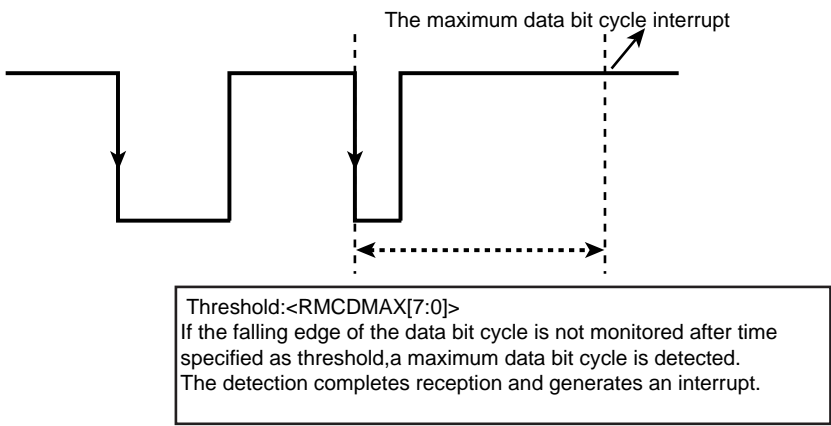 The maximum data bit cycle interrupt
Threshold:<RMCDMAX[7:0]>
If the falling edge of the data bit cycle is not monitored after time
specified as threshold,a maximum data bit cycle is detected.
The detection completes reception and generates an interrupt.